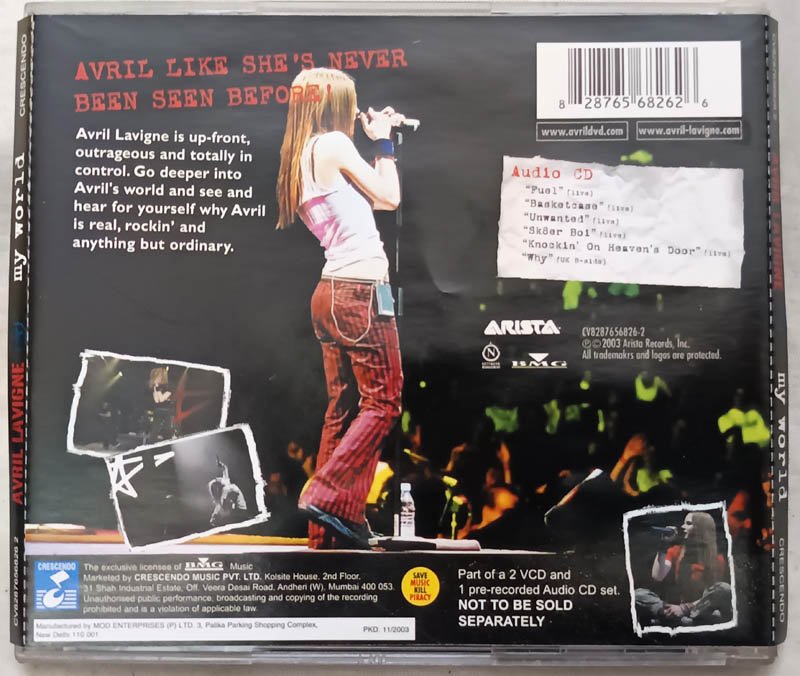 AVRIL LIKE SHE'S NEVER
BEEN SEEN BEFORE!
Avril Lavigne is up-front,
outrageous and totally in
control. Go deeper into
Avril's world and see and
hear for yourself why Avril
is real, rockin' and
anything but ordinary.
8 28765 68262 6
www.avrildvd.com
www.avril-lavigne.com
Audio CD
"Fuel" (live)
"Basketcase" (live)
"Unwanted" (live)
"Sk8er Boi" (live)
"Knockin' On Heaven's Door" (live)
"Why" (UK B-side)
ARISTA
BMG
CV8287656826-2
℗©2003 Arista Records, Inc.
All trademakrs and logos are protected.
CRESCENDO
The exclusive licensees of BMG Music
Marketed by CRESCENDO MUSIC PVT. LTD. Kolsite House, 2nd Floor,
31 Shah Industrial Estate, Off. Veera Desai Road, Andheri (W), Mumbai 400 053.
Unauthorised public performance, broadcasting and copying of the recording
prohibited and is a violation of applicable law.
SAVE
MUSIC
KILL
PIRACY
Part of a 2 VCD and
1 pre-recorded Audio CD set.
NOT TO BE SOLD
SEPARATELY
Manufactured by MOD ENTERPRISES (P) LTD. 3, Palika Parking Shopping Complex,
New Delhi 110 001
PKD. 11/2003
CV8287656826 2
AVRIL LAVIGNE
my world
CRESCENDO
my world
CRESCENDO